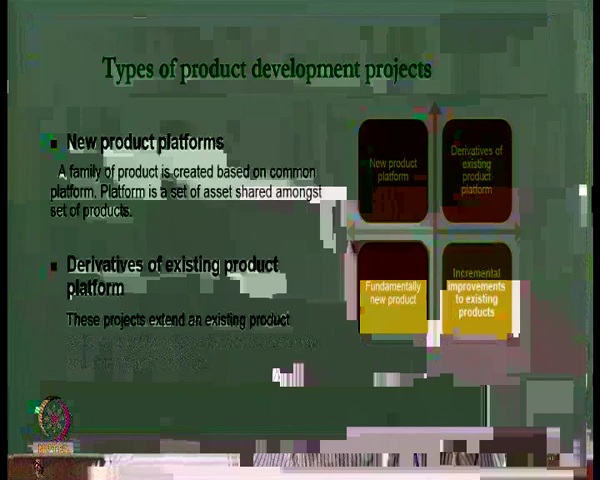 Types of product development projects
New product platforms
A family of product is created based on common
platform. Platform is a set of asset shared amongst
set of products.
Derivatives of existing product
platform
These projects extend an existing product
New product
platform
Derivatives of
existing
product
platform
Fundamentally
new product
Incremental
improvements
to existing
products